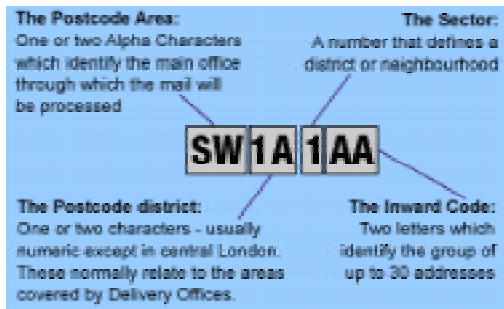 The Postcode Area:
One or two Alpha Characters
which identify the main office
through which the mail will
be processed
The Sector:
A number that defines a
district or neighbourhood
SW 1A 1 AA
The Postcode district:
One or two characters - usually
numeric except in central London.
These normally relate to the areas
covered by Delivery Offices.
The Inward Code:
Two letters which
identify the group of
up to 30 addresses